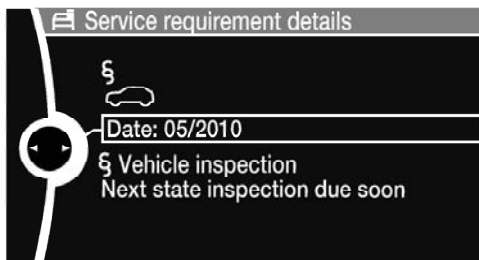 Service requirement details
§
Date: 05/2010
§ Vehicle inspection
Next state inspection due soon